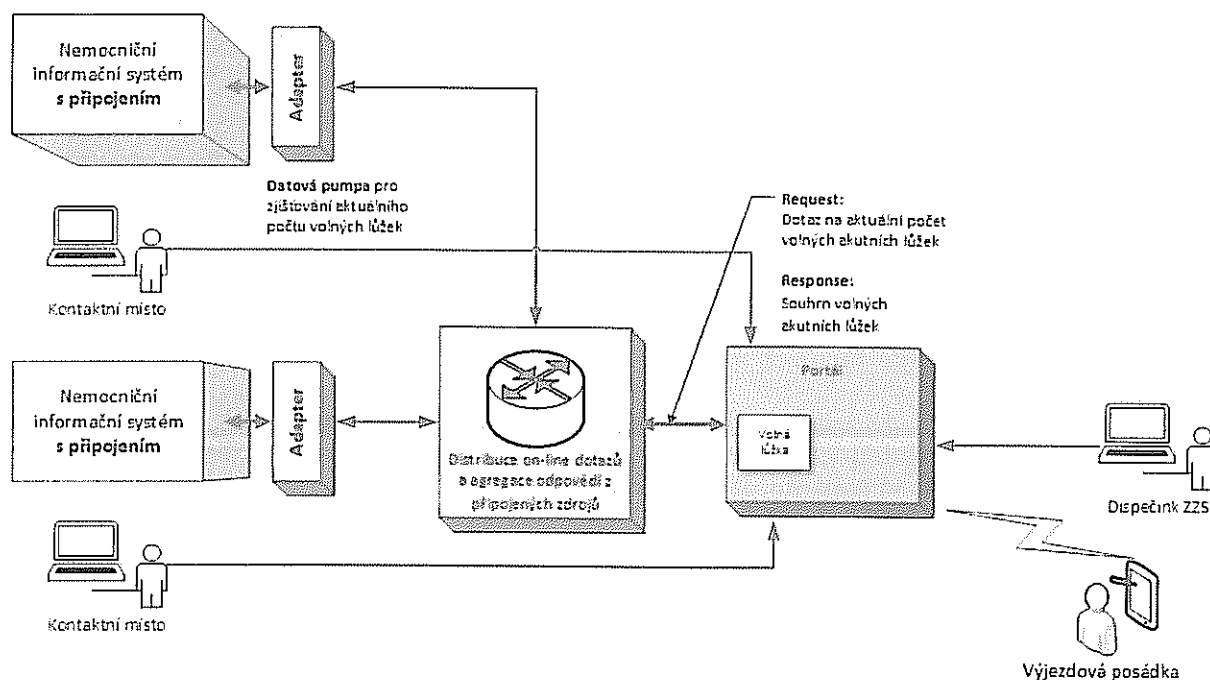 Nemocniční
informační systém
s připojením
Adapter
Datová pumpa pro
zjišťování aktuálního
počtu volných lůžek
Kontaktní místo
Request:
Dotaz na aktuální počet
volných akutních lůžek
Response:
Souhrn volných
akutních lůžek
Nemocniční
informační systém
s připojením
Adapter
Distribuce on-line dotazů
a agregace odpovědí z
připojených zdrojů
Portál
Volná
lůžka
Dispečink ZZS
Kontaktní místo
Výjezdová posádka